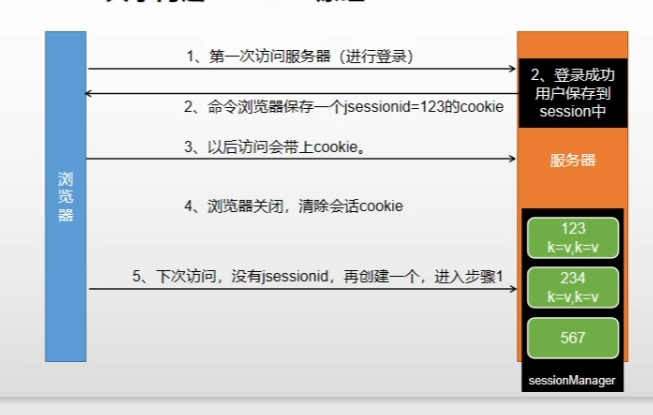 1、第一次访问服务器（进行登录）
2、登录成功
用户保存到
session中
2、命令浏览器保存一个jsessionid=123的cookie
3、以后访问会带上cookie。
服务器
浏
览
器
4、浏览器关闭，清除会话cookie
123
k=v,k=v
5、下次访问，没有jsessionid，再创建一个，进入步骤1
234
k=v,k=v
567
sessionManager